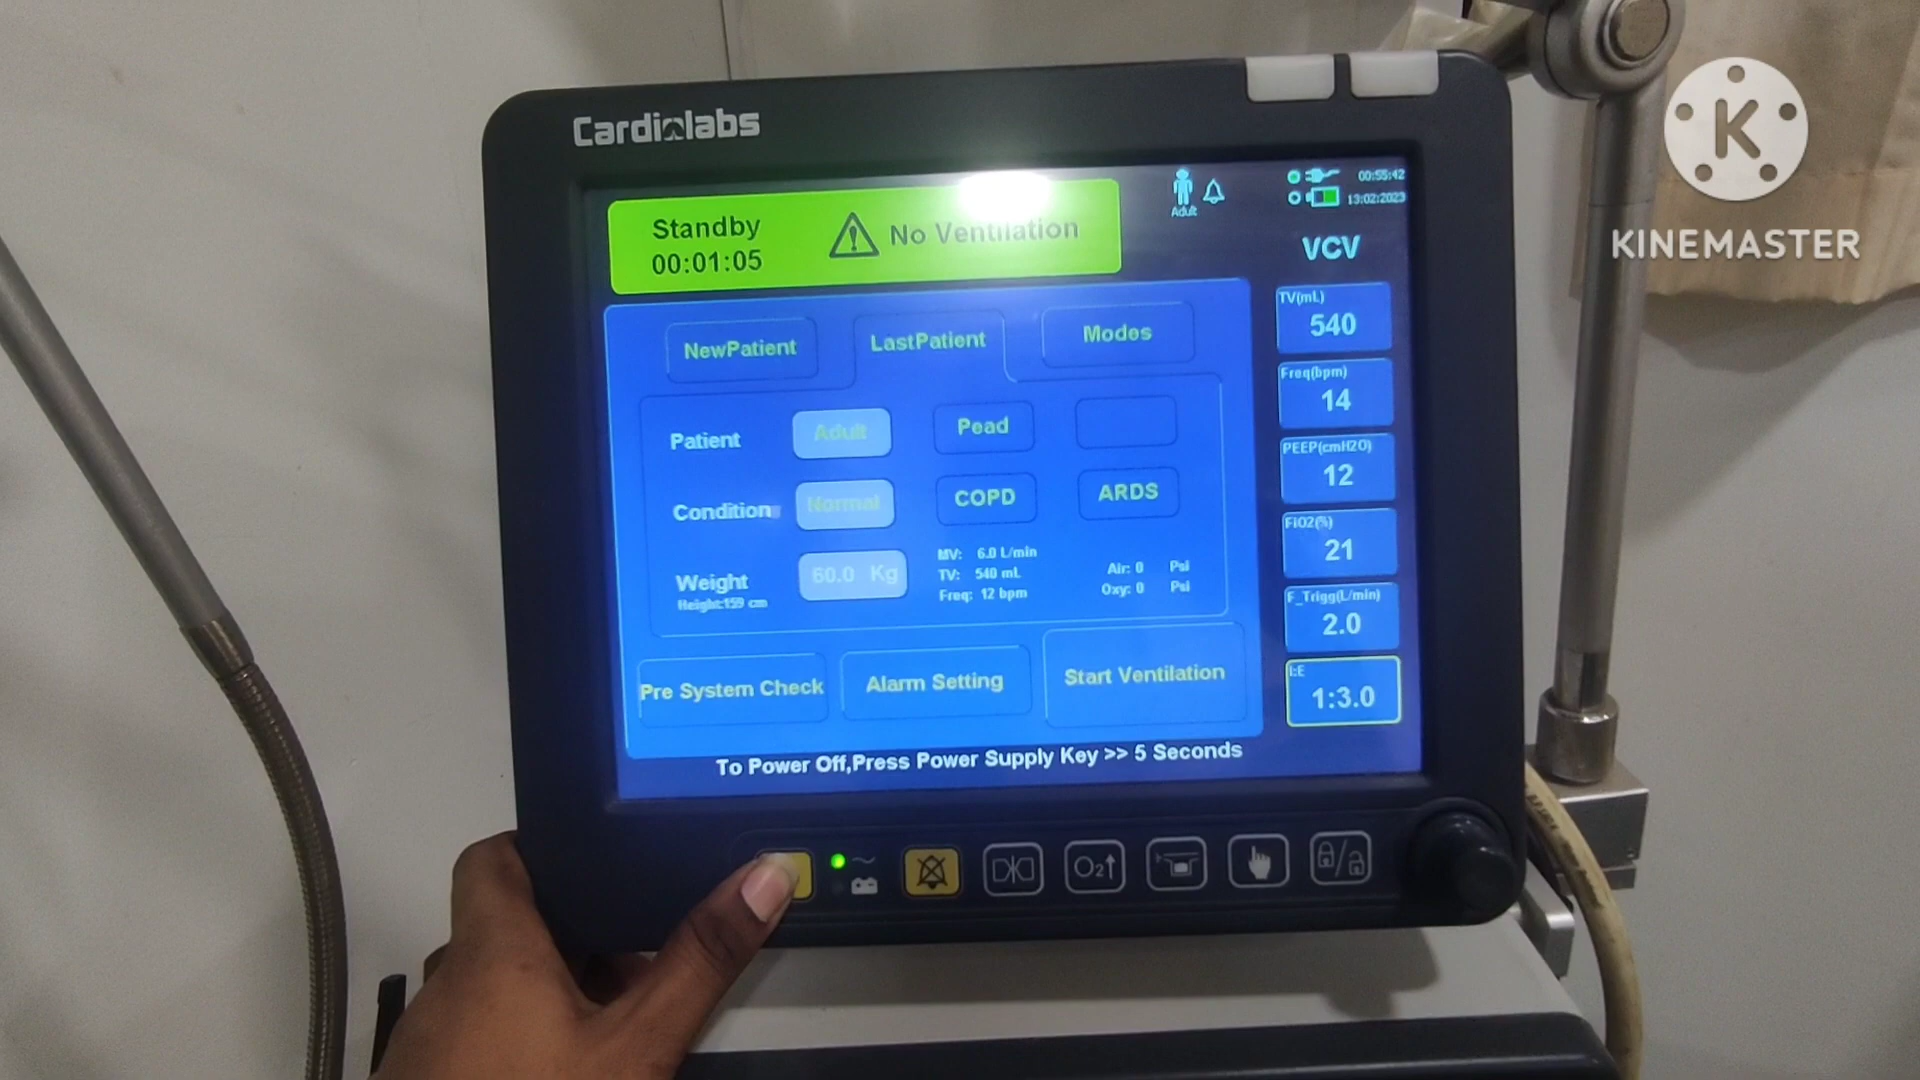 Cardiolabs
K
KINEMASTER
Standby
00:01:05
No Ventilation
Adult
00:55:42
13:02:2023
VCV
NewPatient
LastPatient
Modes
Patient
Adult
Pead
Condition
Normal
COPD
ARDS
Weight
Height:159 cm
60.0 Kg
MV: 6.0 L/min
TV: 540 mL
Freq: 12 bpm
Air: 0 Psi
Oxy: 0 Psi
Pre System Check
Alarm Setting
Start Ventilation
To Power Off,Press Power Supply Key >> 5 Seconds
TV(mL)
540
Freq(bpm)
14
PEEP(cmH2O)
12
FiO2(%)
21
F_Trigg(L/min)
2.0
I:E
1:3.0
O2↑